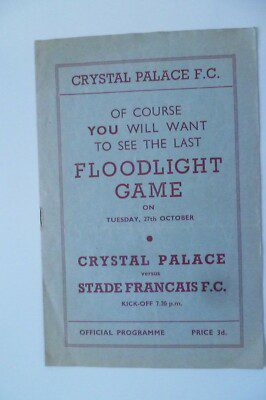 CRYSTAL PALACE F.C.
OF COURSE
YOU WILL WANT
TO SEE THE LAST
FLOODLIGHT
GAME
ON
TUESDAY, 27th OCTOBER
CRYSTAL PALACE
versus
STADE FRANCAIS F.C.
KICK-OFF 7.30 p.m.
OFFICIAL PROGRAMME PRICE 3d.